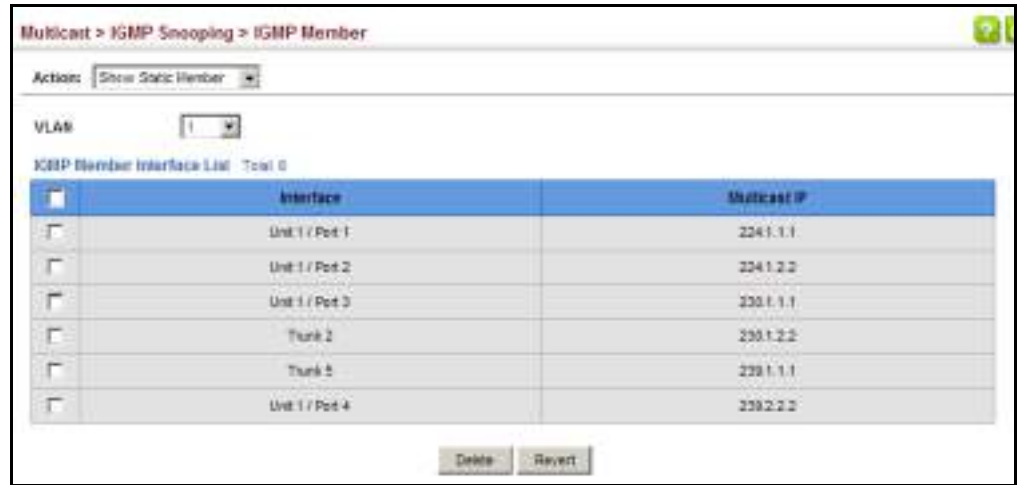 Multicast > IGMP Snooping > IGMP Member
?
Action: Show Static Member
VLAN 1
IGMP Member Interface List Total: 6
Interface Multicast IP
Unit 1 / Port 1 224.1.1.1
Unit 1 / Port 2 224.1.2.2
Unit 1 / Port 3 230.1.1.1
Trunk 2 230.1.2.2
Trunk 5 239.1.1.1
Unit 1 / Port 4 239.2.2.2
Delete Revert